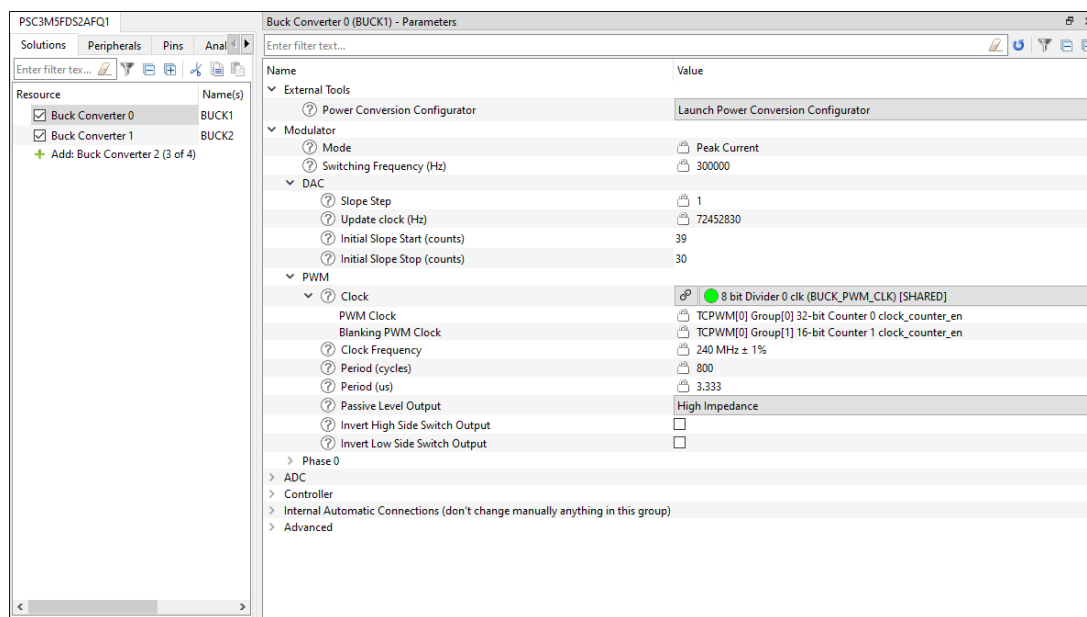 PSC3M5FDS2AFQ1
Solutions Peripherals Pins Anal
Enter filter tex...
Resource Name(s)
Buck Converter 0 BUCK1
Buck Converter 1 BUCK2
Add: Buck Converter 2 (3 of 4)
Buck Converter 0 (BUCK1) - Parameters
Enter filter text...
Name Value
External Tools
Power Conversion Configurator Launch Power Conversion Configurator
Modulator
Mode Peak Current
Switching Frequency (Hz) 300000
DAC
Slope Step 1
Update clock (Hz) 72452830
Initial Slope Start (counts) 39
Initial Slope Stop (counts) 30
PWM
Clock 8 bit Divider 0 clk (BUCK_PWM_CLK) [SHARED]
PWM Clock TCPWM[0] Group[0] 32-bit Counter 0 clock_counter_en
Blanking PWM Clock TCPWM[0] Group[1] 16-bit Counter 1 clock_counter_en
Clock Frequency 240 MHz ± 1%
Period (cycles) 800
Period (us) 3.333
Passive Level Output High Impedance
Invert High Side Switch Output
Invert Low Side Switch Output
Phase 0
ADC
Controller
Internal Automatic Connections (don't change manually anything in this group)
Advanced